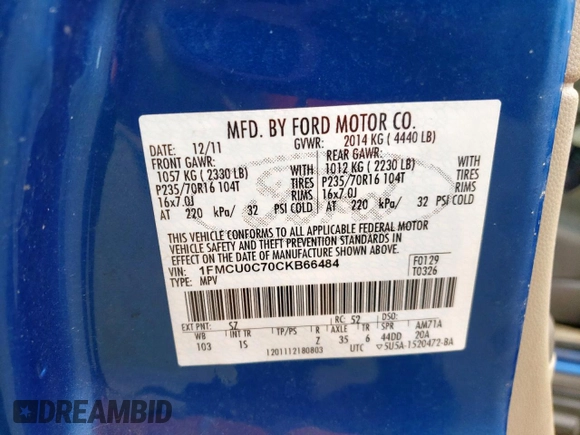 MFD. BY FORD MOTOR CO.
DATE: 12/11 GVWR: 2014 KG ( 4440 LB)
FRONT GAWR: REAR GAWR:
1057 KG ( 2330 LB) 1012 KG ( 2230 LB)
P235/70R16 104T TIRES P235/70R16 104T TIRES
16x7.0J RIMS 16x7.0J RIMS
AT 220 kPa/ 32 PSI COLD AT 220 kPa/ 32 PSI COLD
THIS VEHICLE CONFORMS TO ALL APPLICABLE FEDERAL MOTOR
VEHICLE SAFETY AND THEFT PREVENTION STANDARDS IN
EFFECT ON THE DATE OF MANUFACTURE SHOWN ABOVE.
VIN: 1FMCU0C70CKB66484 F0129
TYPE: MPV T0326
EXT PNT: SZ RC: 52 DSO:
WB INT TR TP/PS R AXLE TR SPR AM71A
103 1S Z 35 6 44DD 20A
1201112180803 UTC ▽5U5A-1520472-BA
DREAMBID